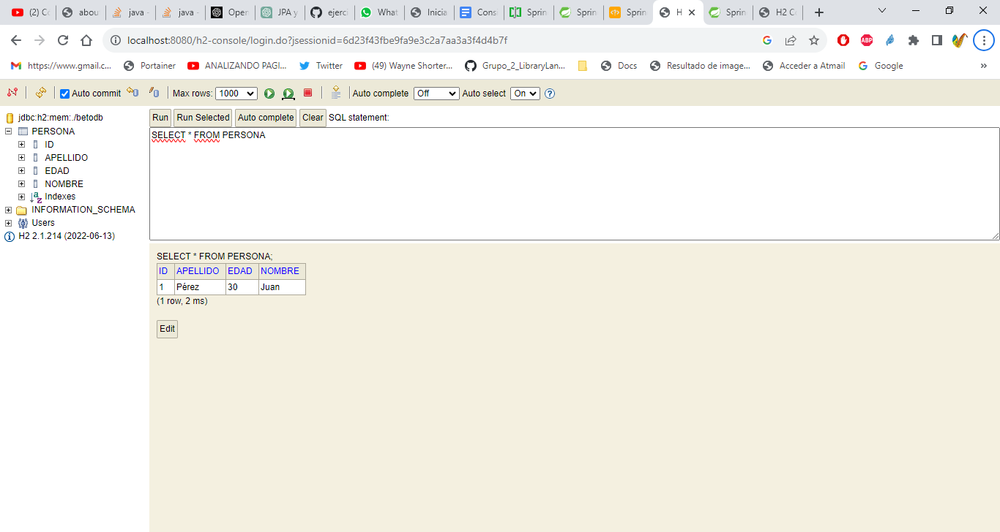 (2) Co
abou
java -
java -
Open
JPA y
ejerci
What
Inicia
Consi
Sprin
Sprin
Sprin
H
Sprin
H2 Co
localhost:8080/h2-console/login.do?jsessionid=6d23f43fbe9fa9e3c2a7aa3a3f4d4b7f
ABP
https://www.gmail.c...
Portainer
ANALIZANDO PAGI...
Twitter
(49) Wayne Shorter...
Grupo_2_LibraryLan...
Docs
Resultado de image...
Acceder a Atmail
Google
»
Auto commit
Max rows: 1000
Auto complete Off
Auto select On
jdbc:h2:mem:./betodb
PERSONA
ID
APELLIDO
EDAD
NOMBRE
Indexes
INFORMATION_SCHEMA
Users
H2 2.1.214 (2022-06-13)
Run Run Selected Auto complete Clear SQL statement:
SELECT * FROM PERSONA
SELECT * FROM PERSONA;
ID APELLIDO EDAD NOMBRE
1 Pérez 30 Juan
(1 row, 2 ms)
Edit